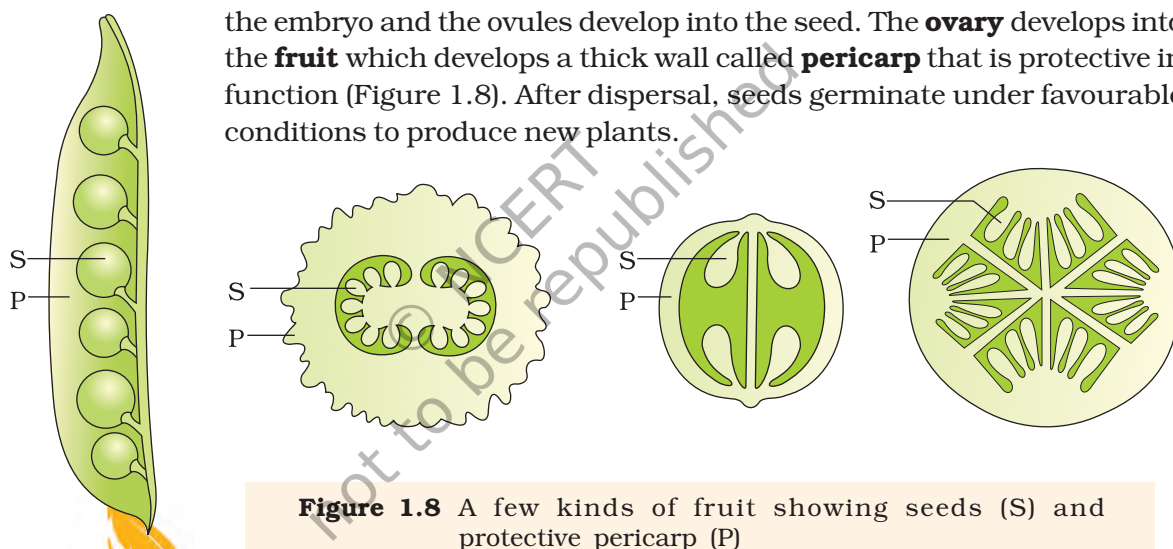 the embryo and the ovules develop into the seed. The ovary develops into
the fruit which develops a thick wall called pericarp that is protective in
function (Figure 1.8). After dispersal, seeds germinate under favourable
conditions to produce new plants.
S
P
S
P
S
P
S
P
© NCERT
not to be republished
Figure 1.8 A few kinds of fruit showing seeds (S) and
protective pericarp (P)